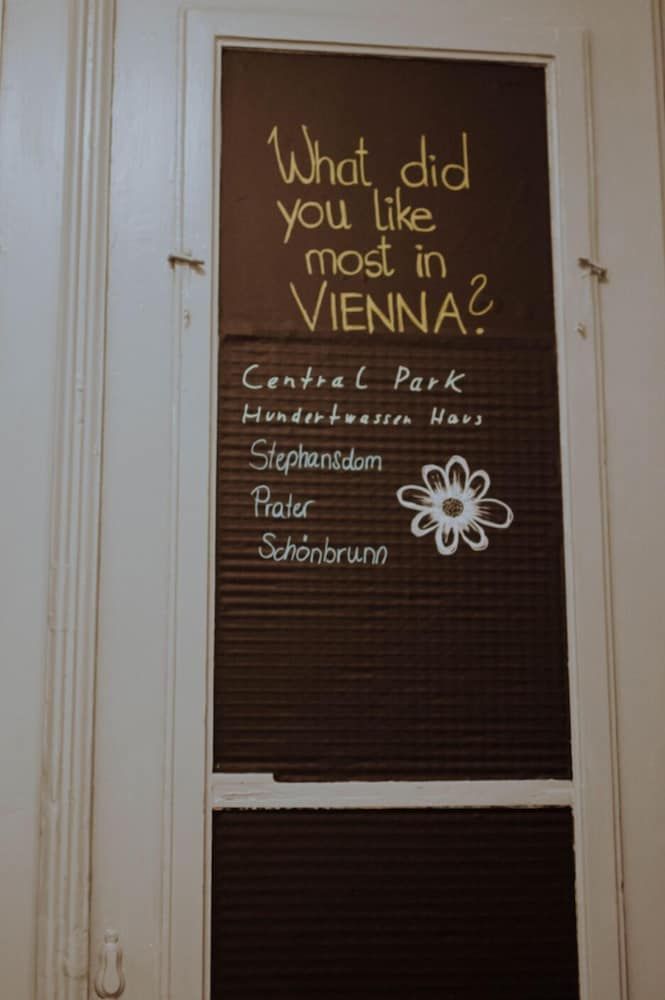 What did
you like
most in
VIENNA?
Central Park
Hundertwassen Haus
Stephansdom
Prater
Schönbrunn